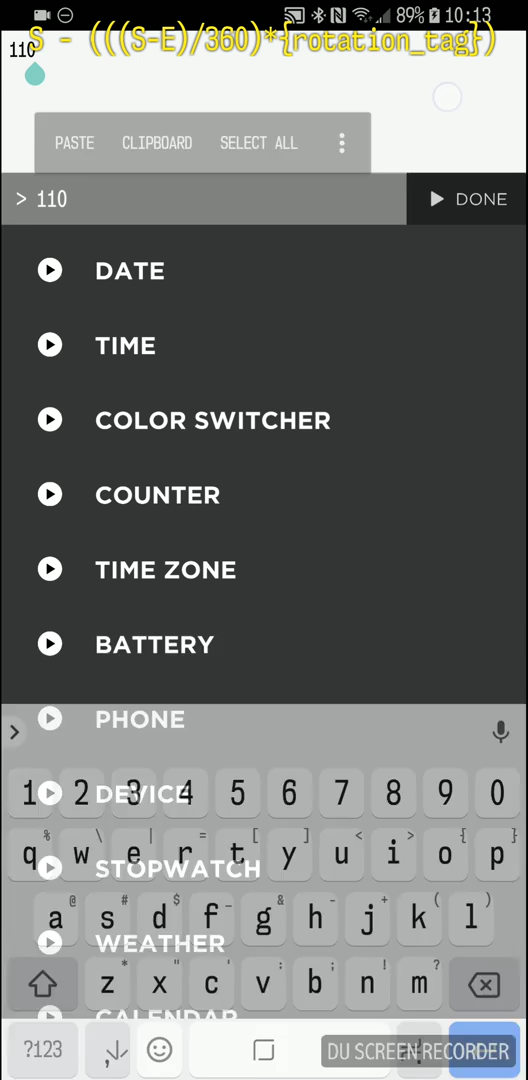 89% 10:13
S - (((S-E)/360)*{rotation_tag})
110
PASTE CLIPBOARD SELECT ALL
> 110 DONE
DATE
TIME
COLOR SWITCHER
COUNTER
TIME ZONE
BATTERY
PHONE
1 2 3 4 5 6 7 8 9 0
DEVICE
% \ | = [ ] < > { }
q w e r t y u i o p
STOPWATCH
@ # $ _ & - + ( )
a s d f g h j k l
WEATHER
* " ' : ; ! ?
z x c v b n m
CALENDAR
?123 , DU SCREEN RECORDER